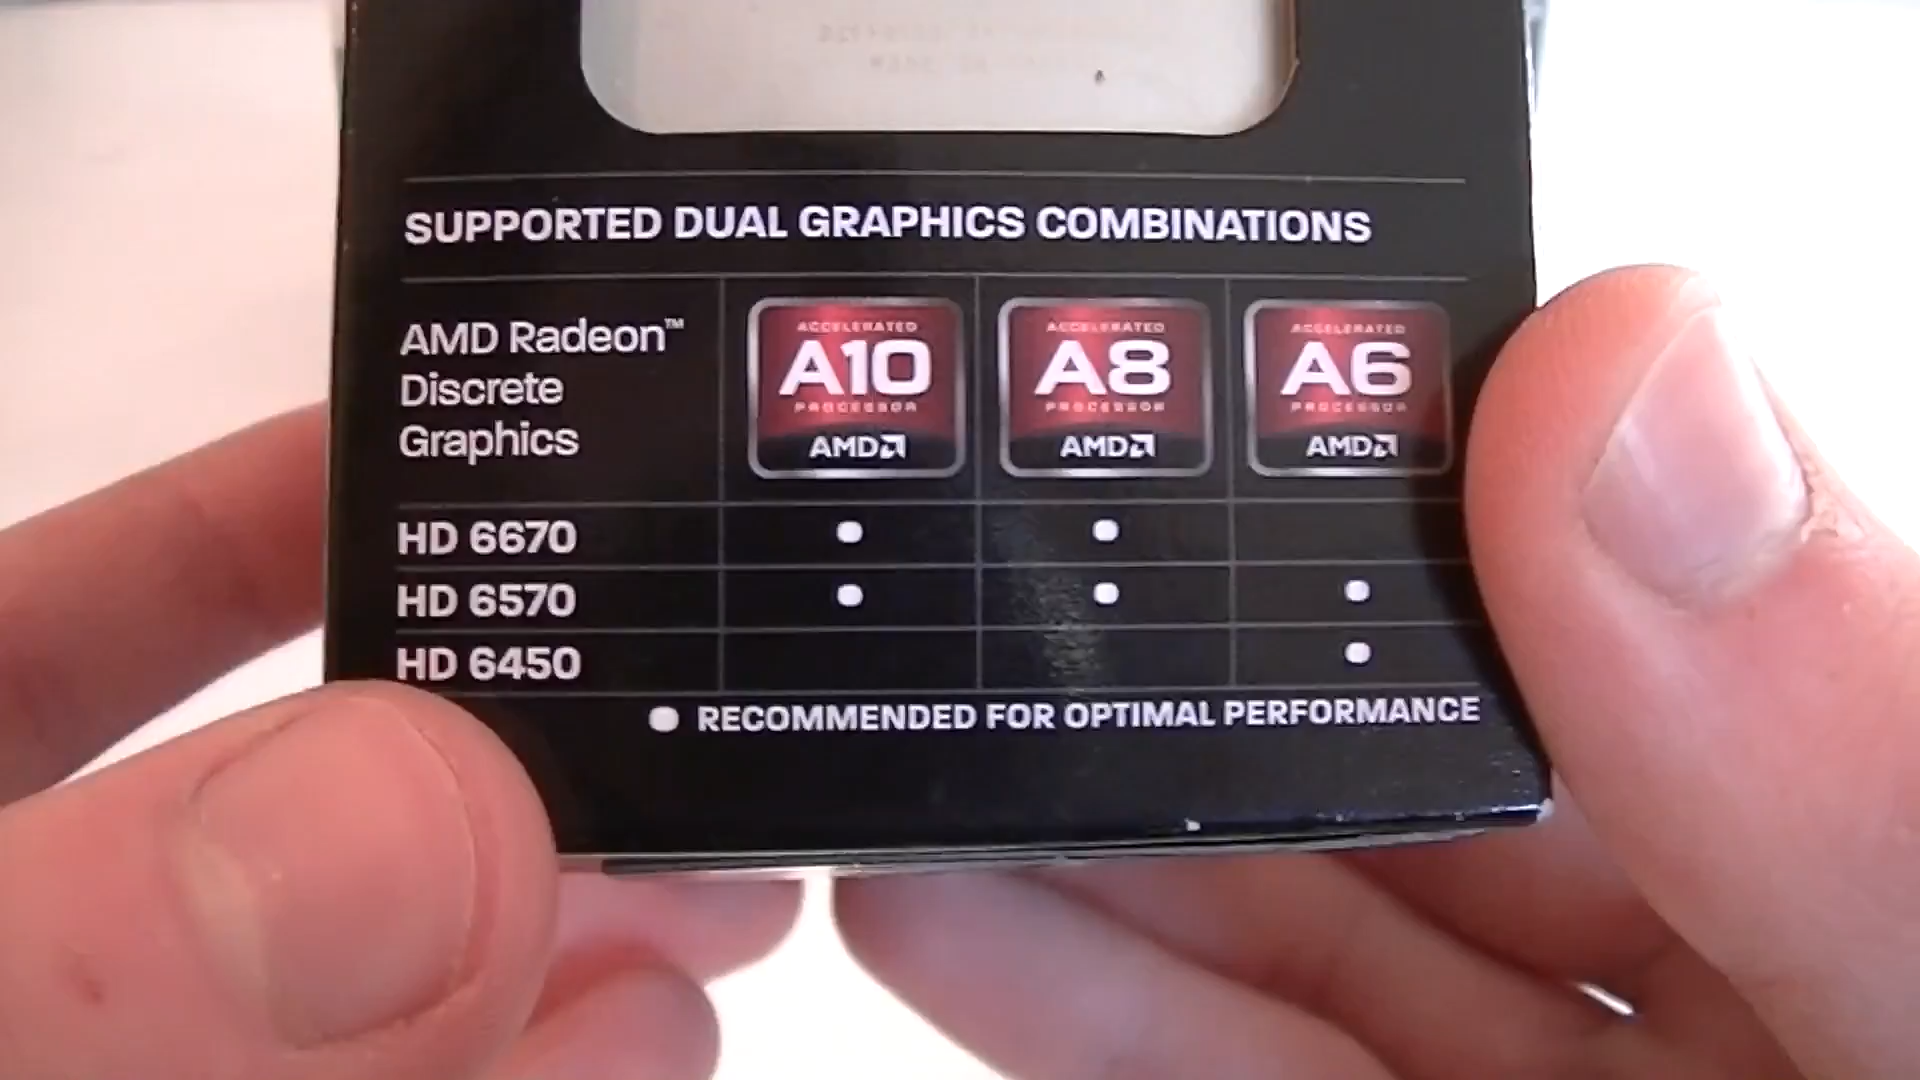 SUPPORTED DUAL GRAPHICS COMBINATIONS
AMD Radeon™
Discrete
Graphics
ACCELERATED
A10
PROCESSOR
AMD
ACCELERATED
A8
PROCESSOR
AMD
ACCELERATED
A6
PROCESSOR
AMD
HD 6670
HD 6570
HD 6450
RECOMMENDED FOR OPTIMAL PERFORMANCE